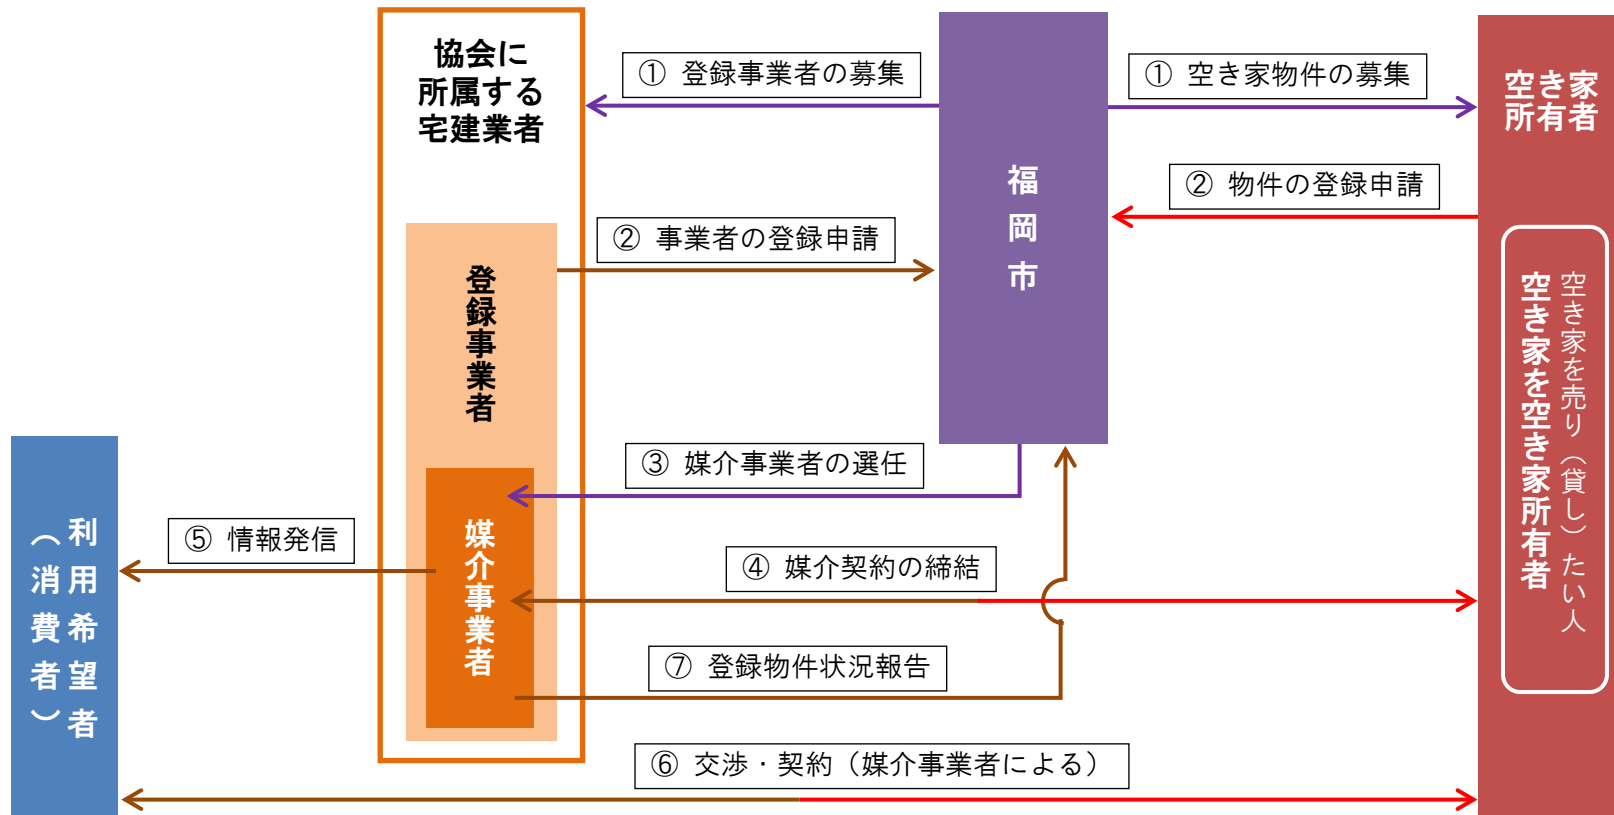 協会に
所属する
宅建業者
① 登録事業者の募集
① 空き家物件の募集
空き家
所有者
福岡市
② 物件の登録申請
② 事業者の登録申請
登録事業者
空き家を売り（貸し）たい人
空き家を空き家所有者
③ 媒介事業者の選任
媒介事業者
利用希望者
（消費者）
⑤ 情報発信
④ 媒介契約の締結
⑦ 登録物件状況報告
⑥ 交渉・契約（媒介事業者による）